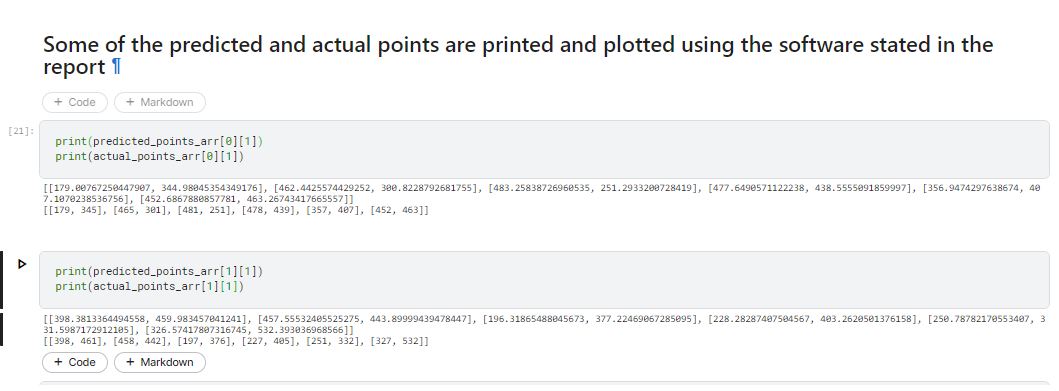 Some of the predicted and actual points are printed and plotted using the software stated in the
report ¶
+ Code + Markdown
[21]:
print(predicted_points_arr[0][1])
print(actual_points_arr[0][1])
[[179.00767250447907, 344.98045354349176], [462.4425574429252, 300.8228792681755], [483.25838726960535, 251.2933200728419], [477.6490571122238, 438.5555091859997], [356.9474297638674, 40
7.1070238536756], [452.6867880857781, 463.26743417665557]]
[[179, 345], [465, 301], [481, 251], [478, 439], [357, 407], [452, 463]]
print(predicted_points_arr[1][1])
print(actual_points_arr[1][1])
[[398.3813364494558, 459.983457041241], [457.55532405525275, 443.89999439478447], [196.31865488045673, 377.22469067285095], [228.28287407504567, 403.2620501376158], [250.78782170553407, 3
31.5987172912105], [326.57417807316745, 532.393036968566]]
[[398, 461], [458, 442], [197, 376], [227, 405], [251, 332], [327, 532]]
+ Code + Markdown